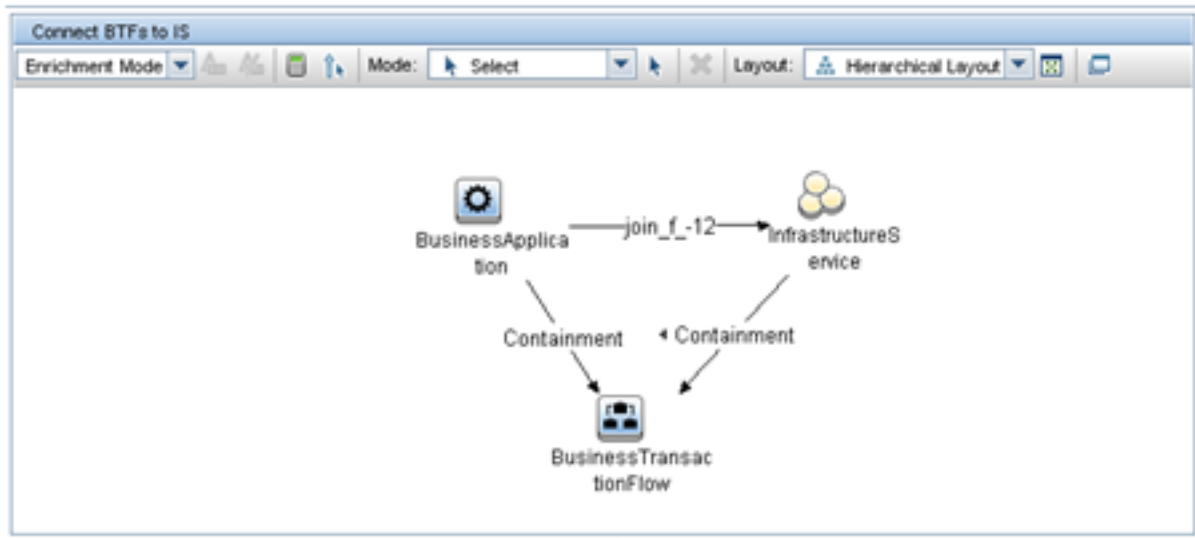 Connect BTFs to IS
Enrichment Mode Mode: Select Layout: Hierarchical Layout
BusinessApplica
tion
join_f_-12
InfrastructureS
ervice
Containment
Containment
BusinessTransac
tionFlow